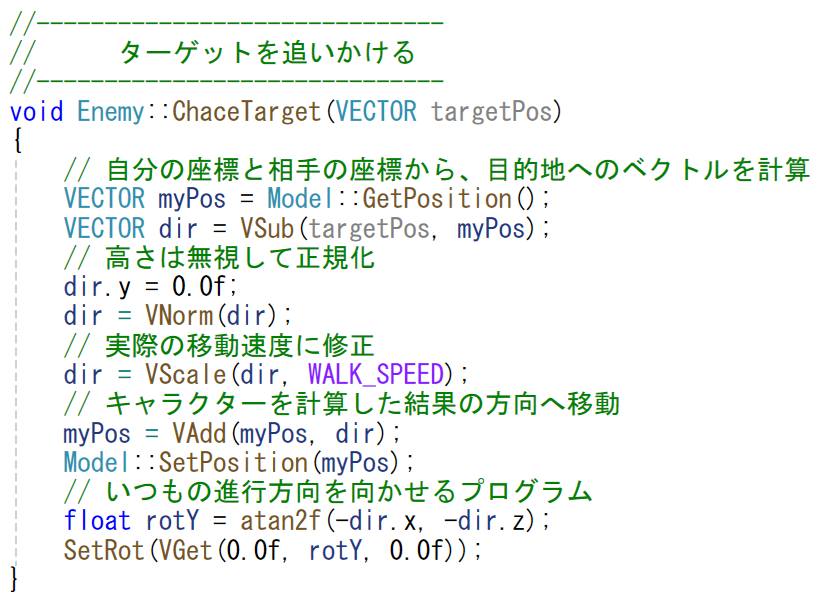 //------------------------------
//      ターゲットを追いかける
//------------------------------
void Enemy::ChaceTarget(VECTOR targetPos)
{
    // 自分の座標と相手の座標から、目的地へのベクトルを計算
    VECTOR myPos = Model::GetPosition();
    VECTOR dir = VSub(targetPos, myPos);
    // 高さは無視して正規化
    dir.y = 0.0f;
    dir = VNorm(dir);
    // 実際の移動速度に修正
    dir = VScale(dir, WALK_SPEED);
    // キャラクターを計算した結果の方向へ移動
    myPos = VAdd(myPos, dir);
    Model::SetPosition(myPos);
    // いつもの進行方向を向かせるプログラム
    float rotY = atan2f(-dir.x, -dir.z);
    SetRot(VGet(0.0f, rotY, 0.0f));
}